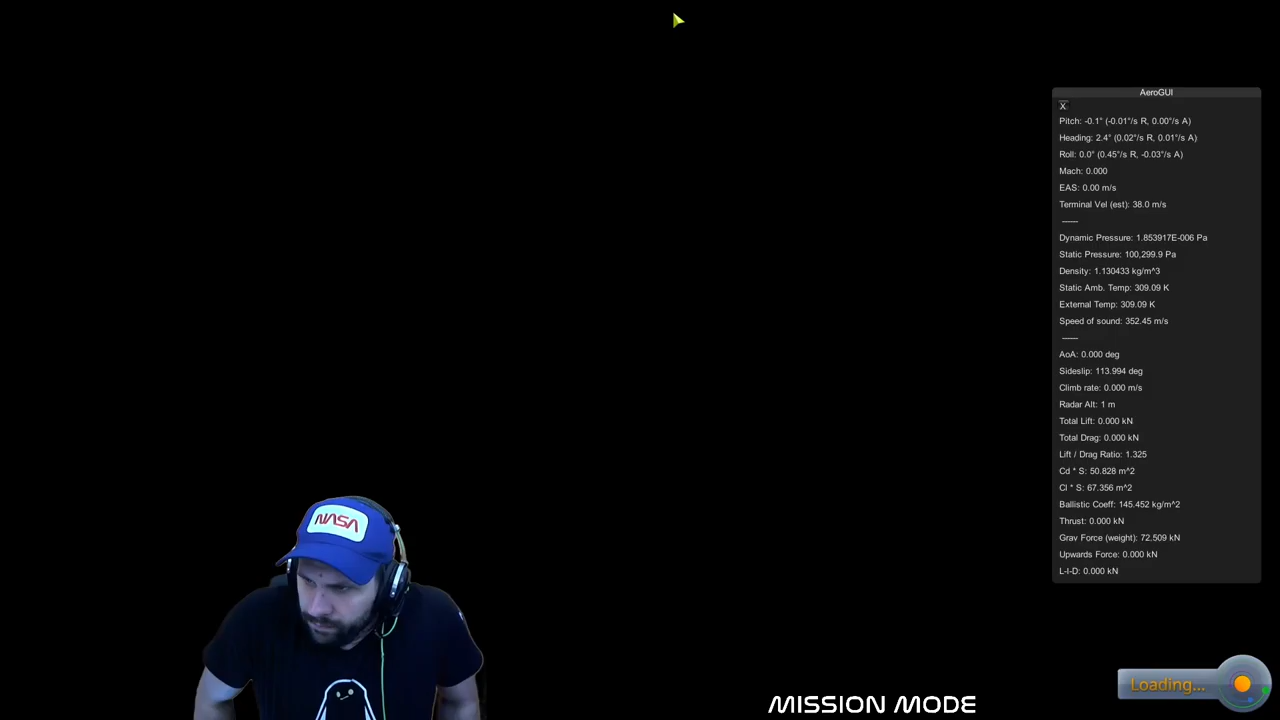 AeroGUI
X
Pitch: -0.1° (-0.01°/s R, 0.00°/s A)
Heading: 2.4° (0.02°/s R, 0.01°/s A)
Roll: 0.0° (0.45°/s R, -0.03°/s A)
Mach: 0.000
EAS: 0.00 m/s
Terminal Vel (est): 38.0 m/s
Dynamic Pressure: 1.853917E-006 Pa
Static Pressure: 100,299.9 Pa
Density: 1.130433 kg/m^3
Static Amb. Temp: 309.09 K
External Temp: 309.09 K
Speed of sound: 352.45 m/s
AoA: 0.000 deg
Sideslip: 113.994 deg
Climb rate: 0.000 m/s
Radar Alt: 1 m
Total Lift: 0.000 kN
Total Drag: 0.000 kN
Lift / Drag Ratio: 1.325
Cd * S: 50.828 m^2
Cl * S: 67.356 m^2
Ballistic Coeff: 145.452 kg/m^2
Thrust: 0.000 kN
Grav Force (weight): 72.509 kN
Upwards Force: 0.000 kN
L-I-D: 0.000 kN
NASA
Loading...
MISSION MODE